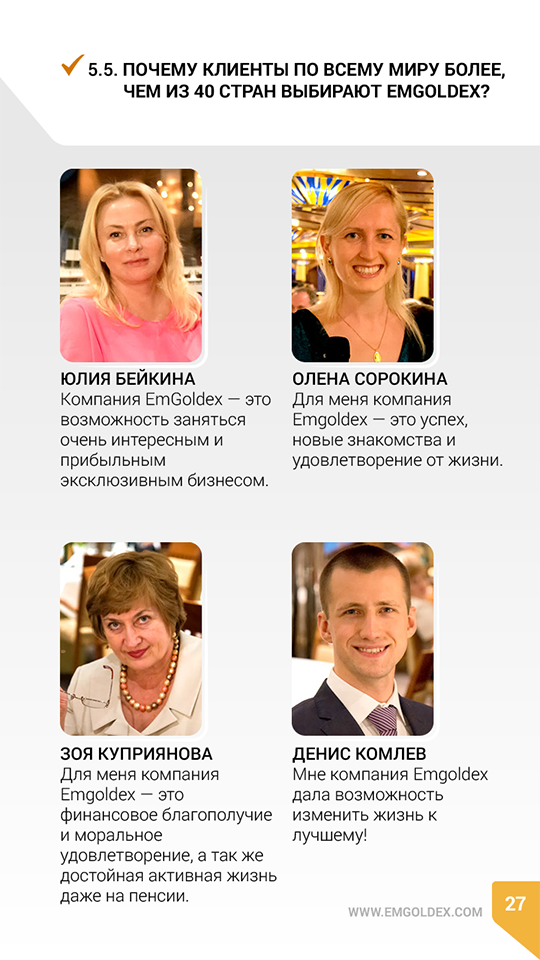 5.5. ПОЧЕМУ КЛИЕНТЫ ПО ВСЕМУ МИРУ БОЛЕЕ,
ЧЕМ ИЗ 40 СТРАН ВЫБИРАЮТ EMGOLDEX?
ЮЛИЯ БЕЙКИНА
Компания EmGoldex — это
возможность заняться
очень интересным и
прибыльным
эксклюзивным бизнесом.
ОЛЕНА СОРОКИНА
Для меня компания
Emgoldex — это успех,
новые знакомства и
удовлетворение от жизни.
ЗОЯ КУПРИЯНОВА
Для меня компания
Emgoldex — это
финансовое благополучие
и моральное
удовлетворение, а так же
достойная активная жизнь
даже на пенсии.
ДЕНИС КОМЛЕВ
Мне компания Emgoldex
дала возможность
изменить жизнь к
лучшему!
WWW.EMGOLDEX.COM
27